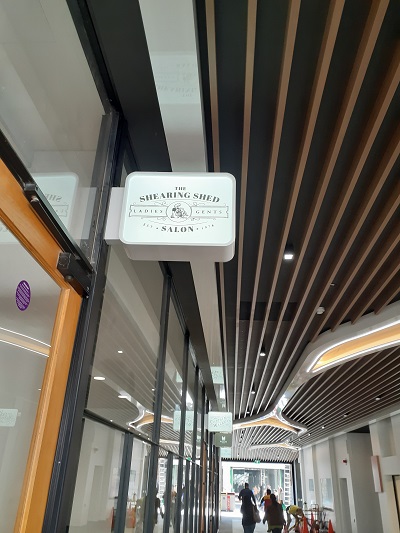 THE
SHEARING SHED
LADIES GENTS
SALON